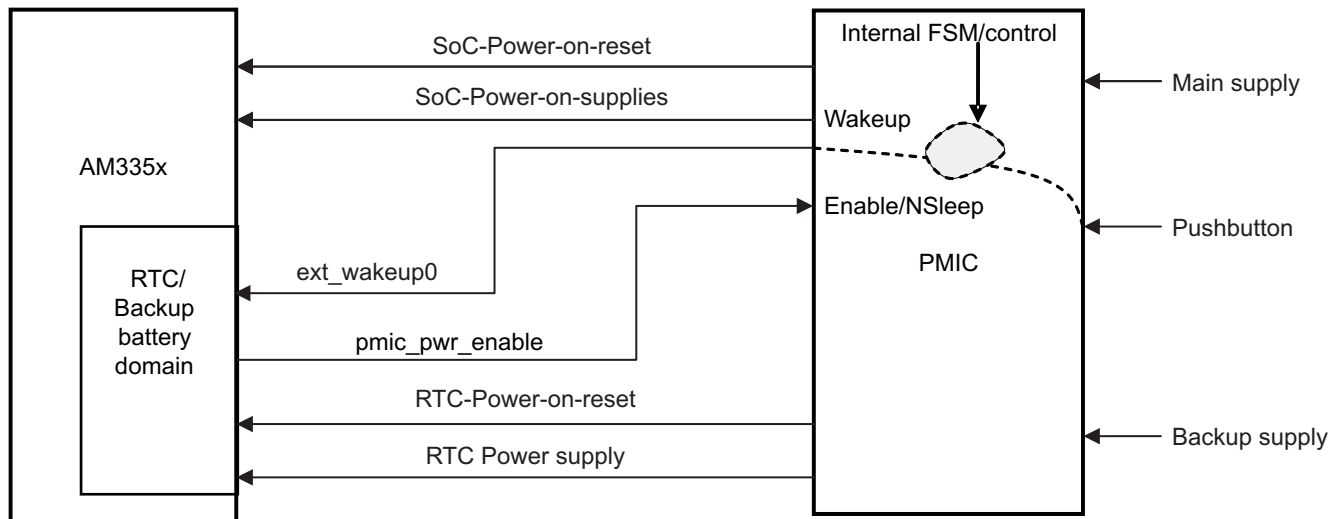 Internal FSM/control
SoC-Power-on-reset
Main supply
SoC-Power-on-supplies
Wakeup
AM335x
Enable/NSleep
Pushbutton
PMIC
ext_wakeup0
RTC/
Backup
battery
domain
pmic_pwr_enable
RTC-Power-on-reset
Backup supply
RTC Power supply